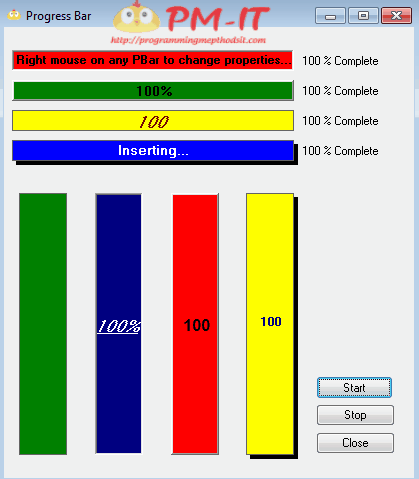 Progress Bar
PM-IT
http://programmingmepthodsit.com
Right mouse on any PBar to change properties...
100 % Complete
100%
100 % Complete
100
100 % Complete
Inserting...
100 % Complete
100%
100
100
Start
Stop
Close